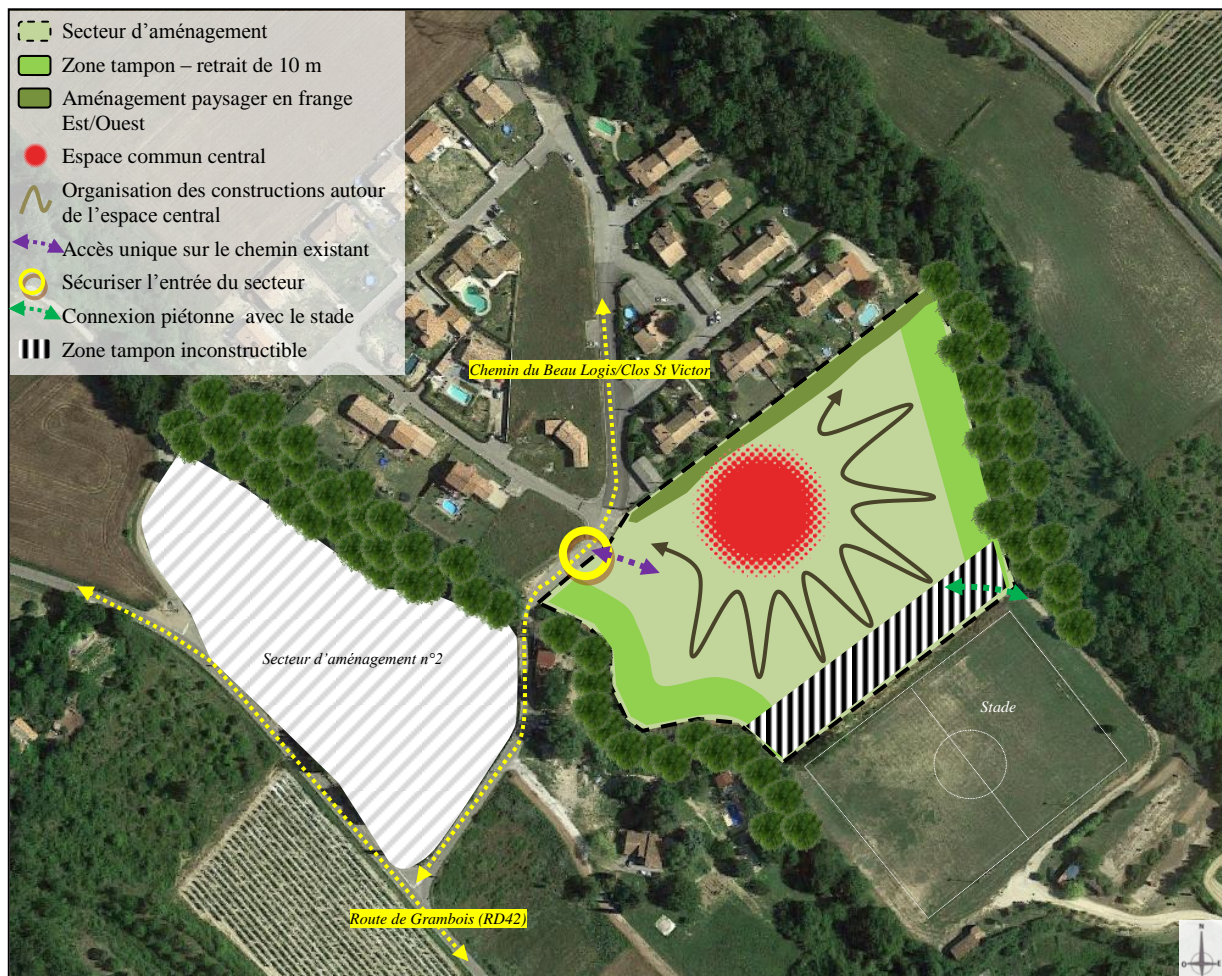 Secteur d'aménagement
Zone tampon – retrait de 10 m
Aménagement paysager en frange
Est/Ouest
Espace commun central
Organisation des constructions autour
de l'espace central
Accès unique sur le chemin existant
Sécuriser l'entrée du secteur
Connexion piétonne avec le stade
Zone tampon inconstructible
Chemin du Beau Logis/Clos St Victor
Secteur d'aménagement n°2
Stade
Route de Grambois (RD42)
N
O E